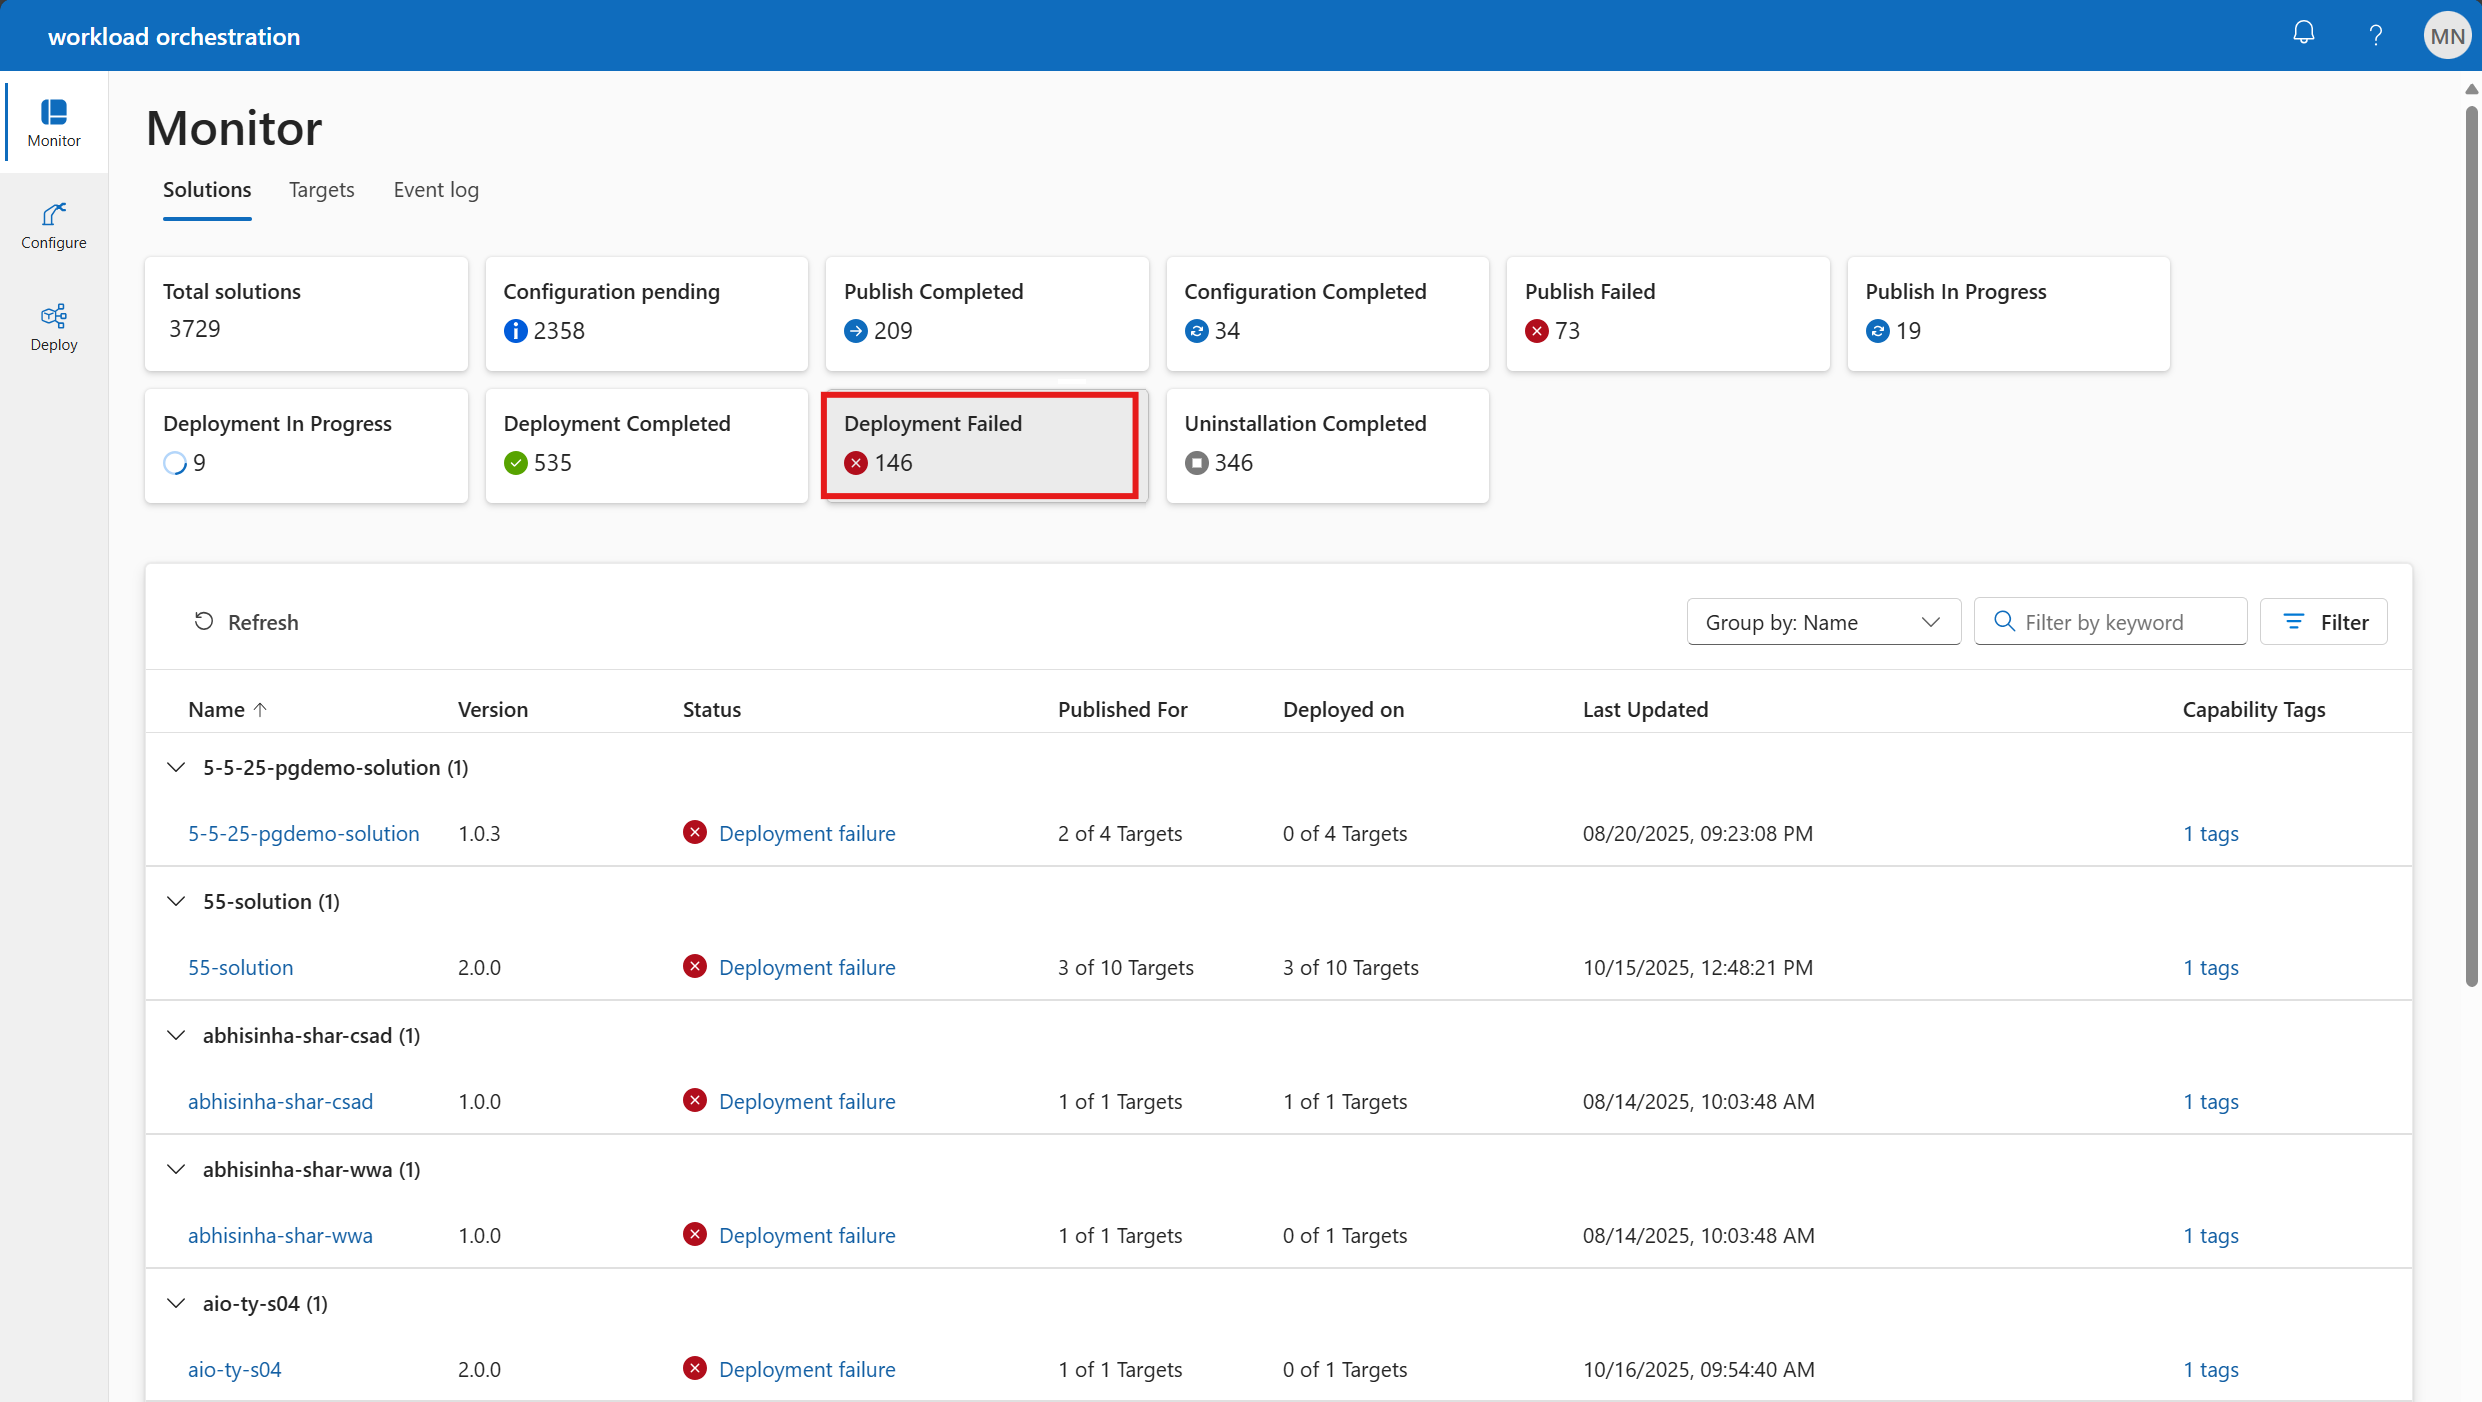 workload orchestration
MN
Monitor
Configure
Deploy
Monitor
Solutions Targets Event log
Total solutions
3729
Configuration pending
2358
Publish Completed
209
Configuration Completed
34
Publish Failed
73
Publish In Progress
19
Deployment In Progress
9
Deployment Completed
535
Deployment Failed
146
Uninstallation Completed
346
Refresh Group by: Name Filter by keyword Filter
Name Version Status Published For Deployed on Last Updated Capability Tags
5-5-25-pgdemo-solution (1)
5-5-25-pgdemo-solution 1.0.3 Deployment failure 2 of 4 Targets 0 of 4 Targets 08/20/2025, 09:23:08 PM 1 tags
55-solution (1)
55-solution 2.0.0 Deployment failure 3 of 10 Targets 3 of 10 Targets 10/15/2025, 12:48:21 PM 1 tags
abhisinha-shar-csad (1)
abhisinha-shar-csad 1.0.0 Deployment failure 1 of 1 Targets 1 of 1 Targets 08/14/2025, 10:03:48 AM 1 tags
abhisinha-shar-wwa (1)
abhisinha-shar-wwa 1.0.0 Deployment failure 1 of 1 Targets 0 of 1 Targets 08/14/2025, 10:03:48 AM 1 tags
aio-ty-s04 (1)
aio-ty-s04 2.0.0 Deployment failure 1 of 1 Targets 0 of 1 Targets 10/16/2025, 09:54:40 AM 1 tags